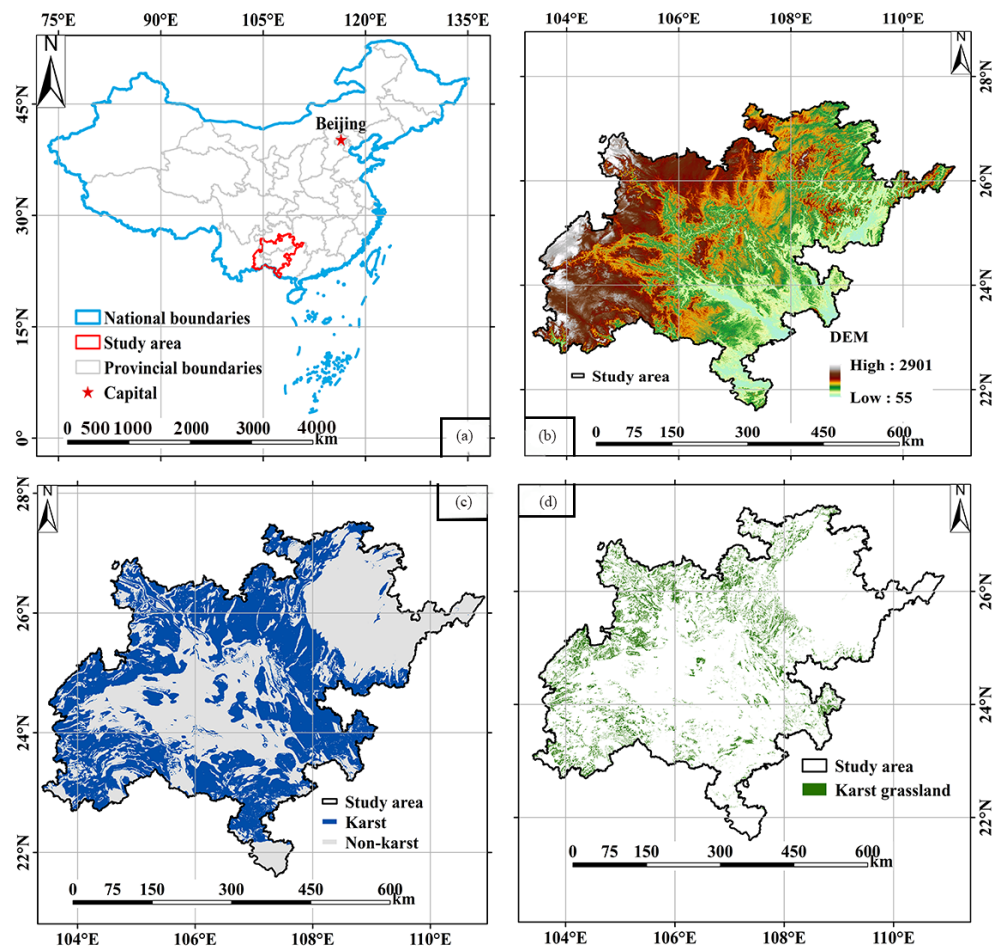 75°E 90°E 105°E 120°E 135°E
N
45°N
30°N
15°N
0°
Beijing
National boundaries
Study area
Provincial boundaries
Capital
0 500 1000 2000 3000 4000
km
(a)
104°E 106°E 108°E 110°E
N
28°N
26°N
24°N
22°N
DEM
High : 2901
Low : 55
Study area
0 75 150 300 450 600
km
(b)
28°N
26°N
24°N
22°N
N
(c)
Study area
Karst
Non-karst
0 75 150 300 450 600
km
104°E 106°E 108°E 110°E
(d)
N
28°N
26°N
24°N
22°N
Study area
Karst grassland
0 75 150 300 450 600
km
104°E 106°E 108°E 110°E